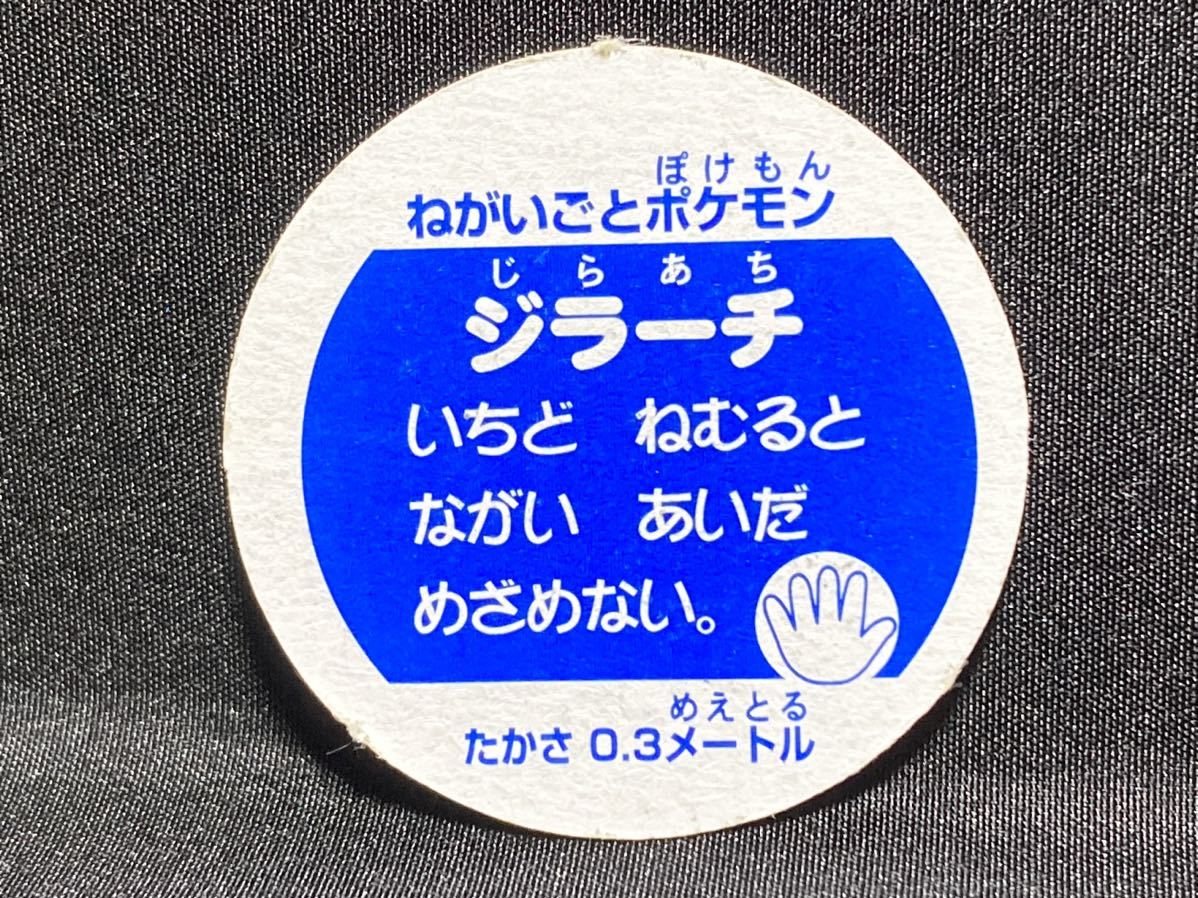 ぽけもん
ねがいごとポケモン
じらあち
ジラーチ
いちど ねむると
ながい あいだ
めざめない。
めえとる
たかさ 0.3メートル